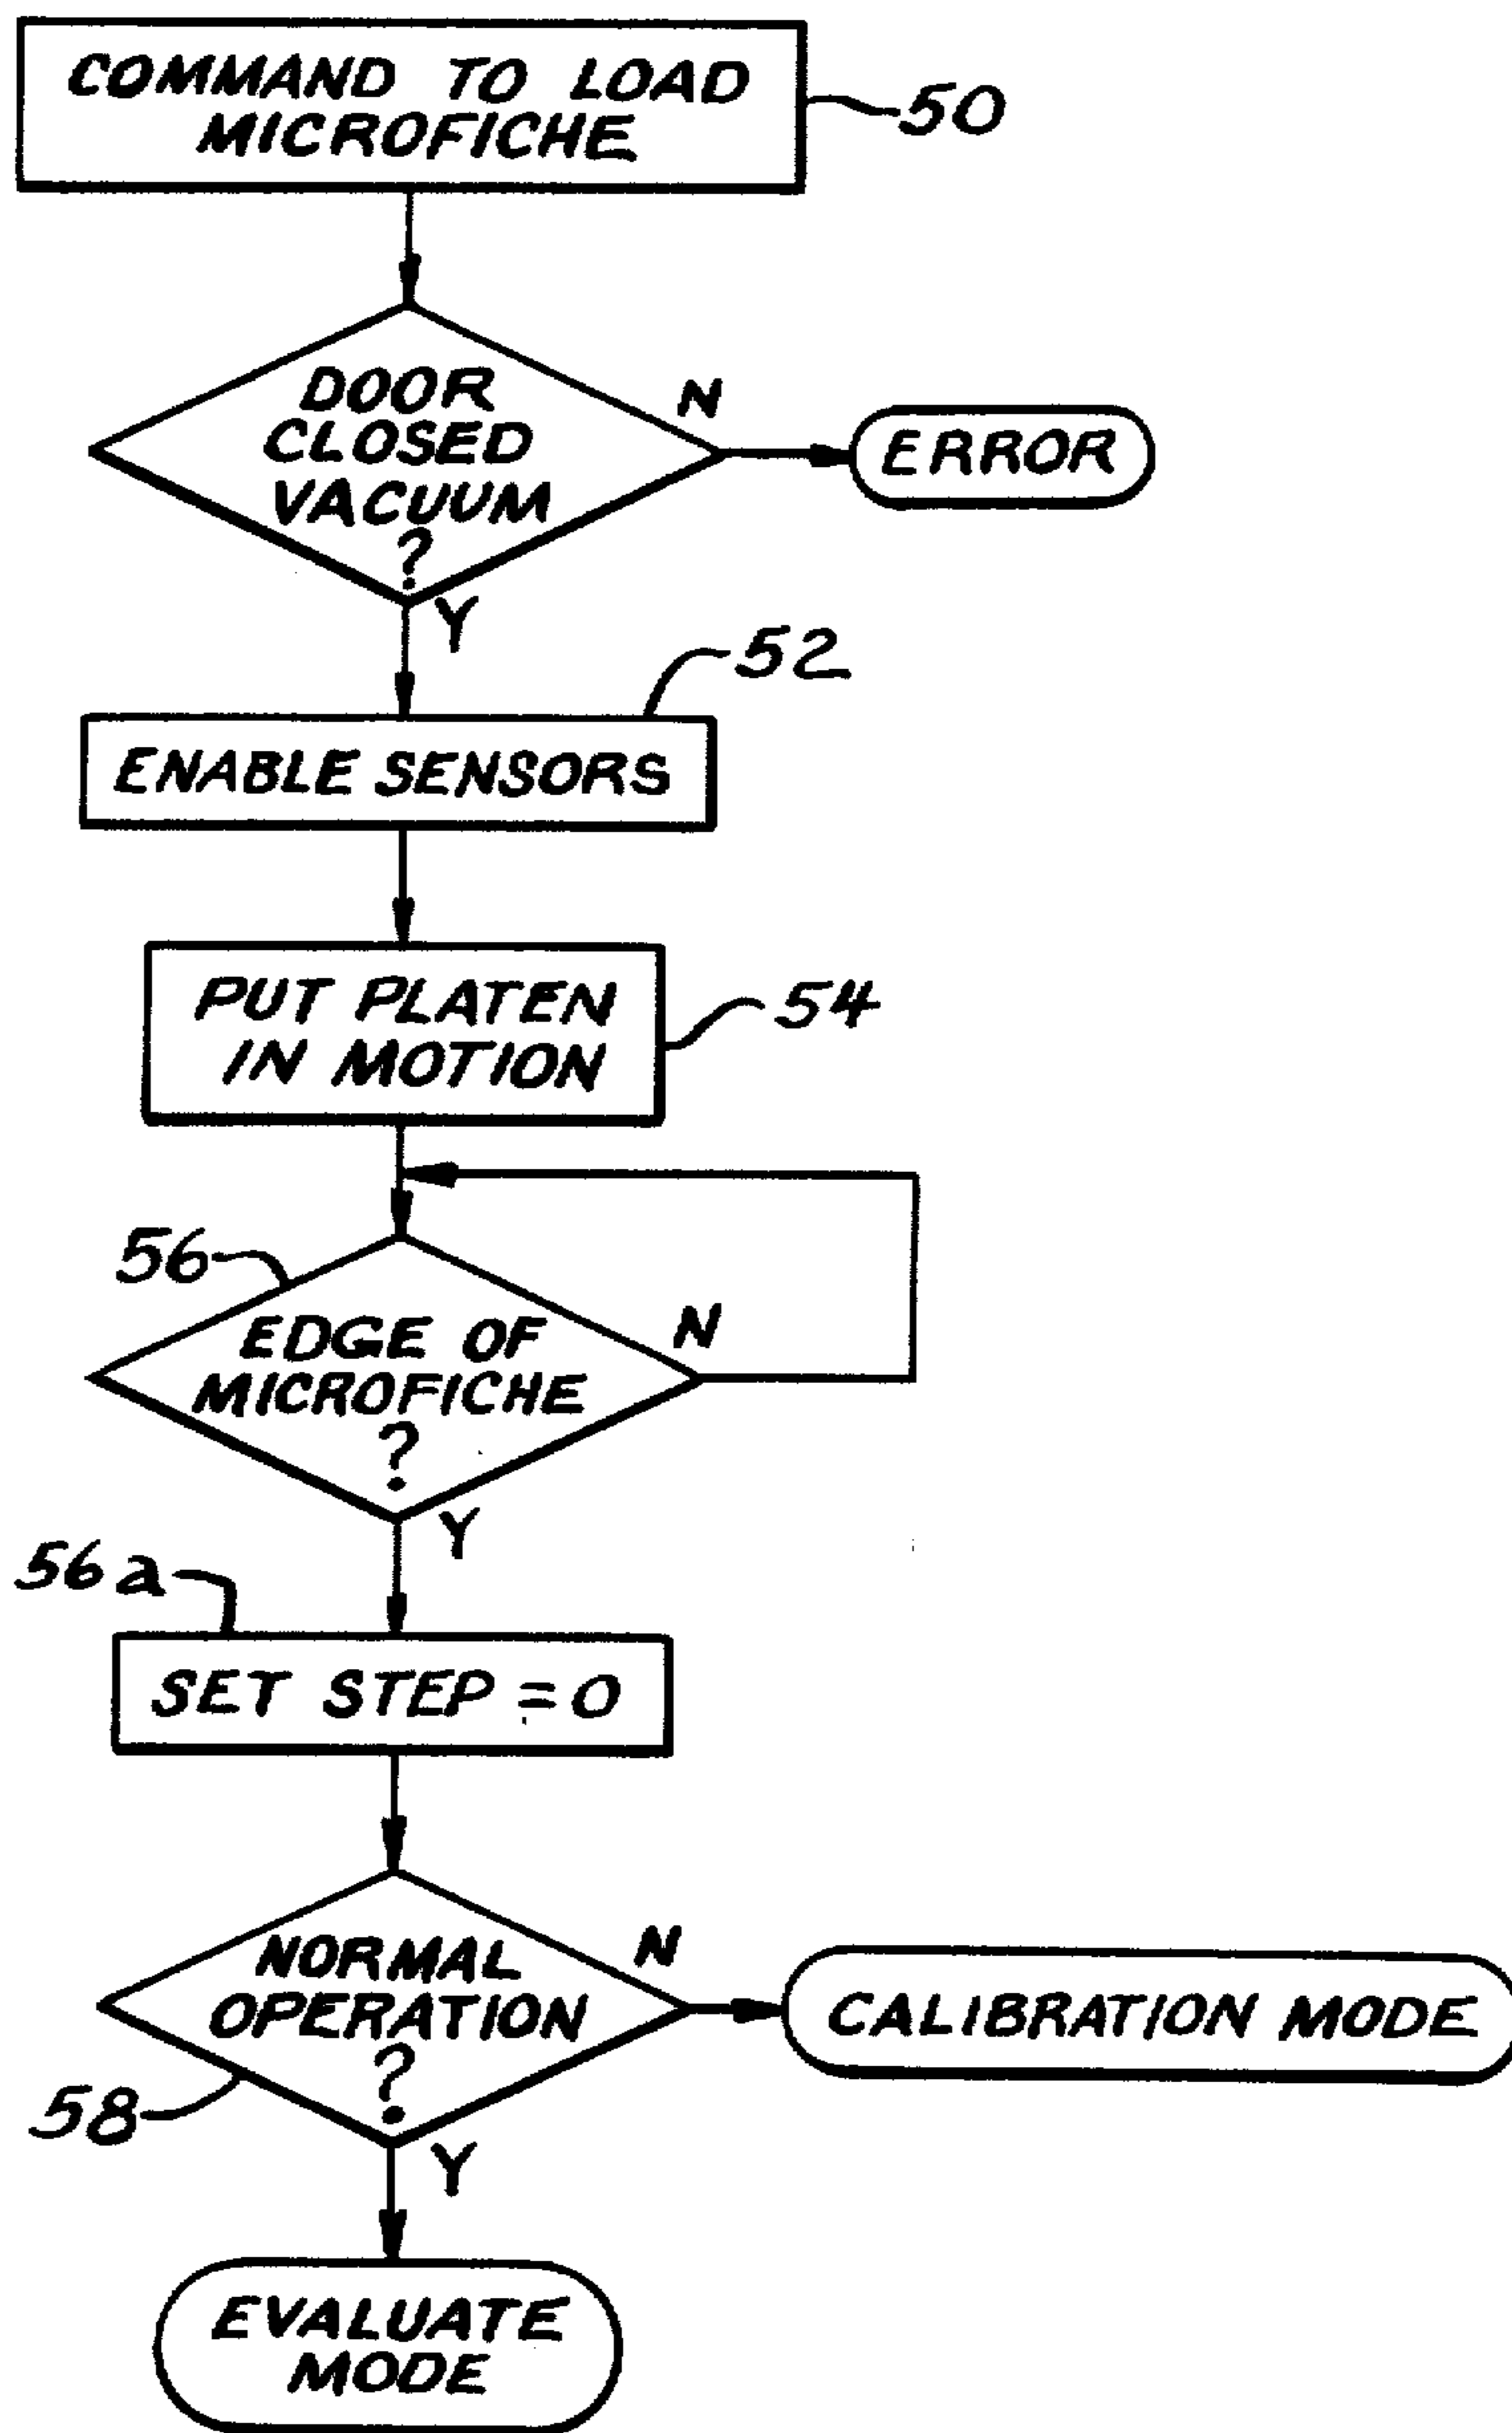 COMMAND TO LOAD
MICROFICHE
50
DOOR
CLOSED
VACUUM
?
N
ERROR
Y
52
ENABLE SENSORS
PUT PLATEN
IN MOTION
54
56
EDGE OF
MICROFICHE
?
N
Y
56a
SET STEP = 0
NORMAL
OPERATION
?
N
CALIBRATION MODE
58
Y
EVALUATE
MODE